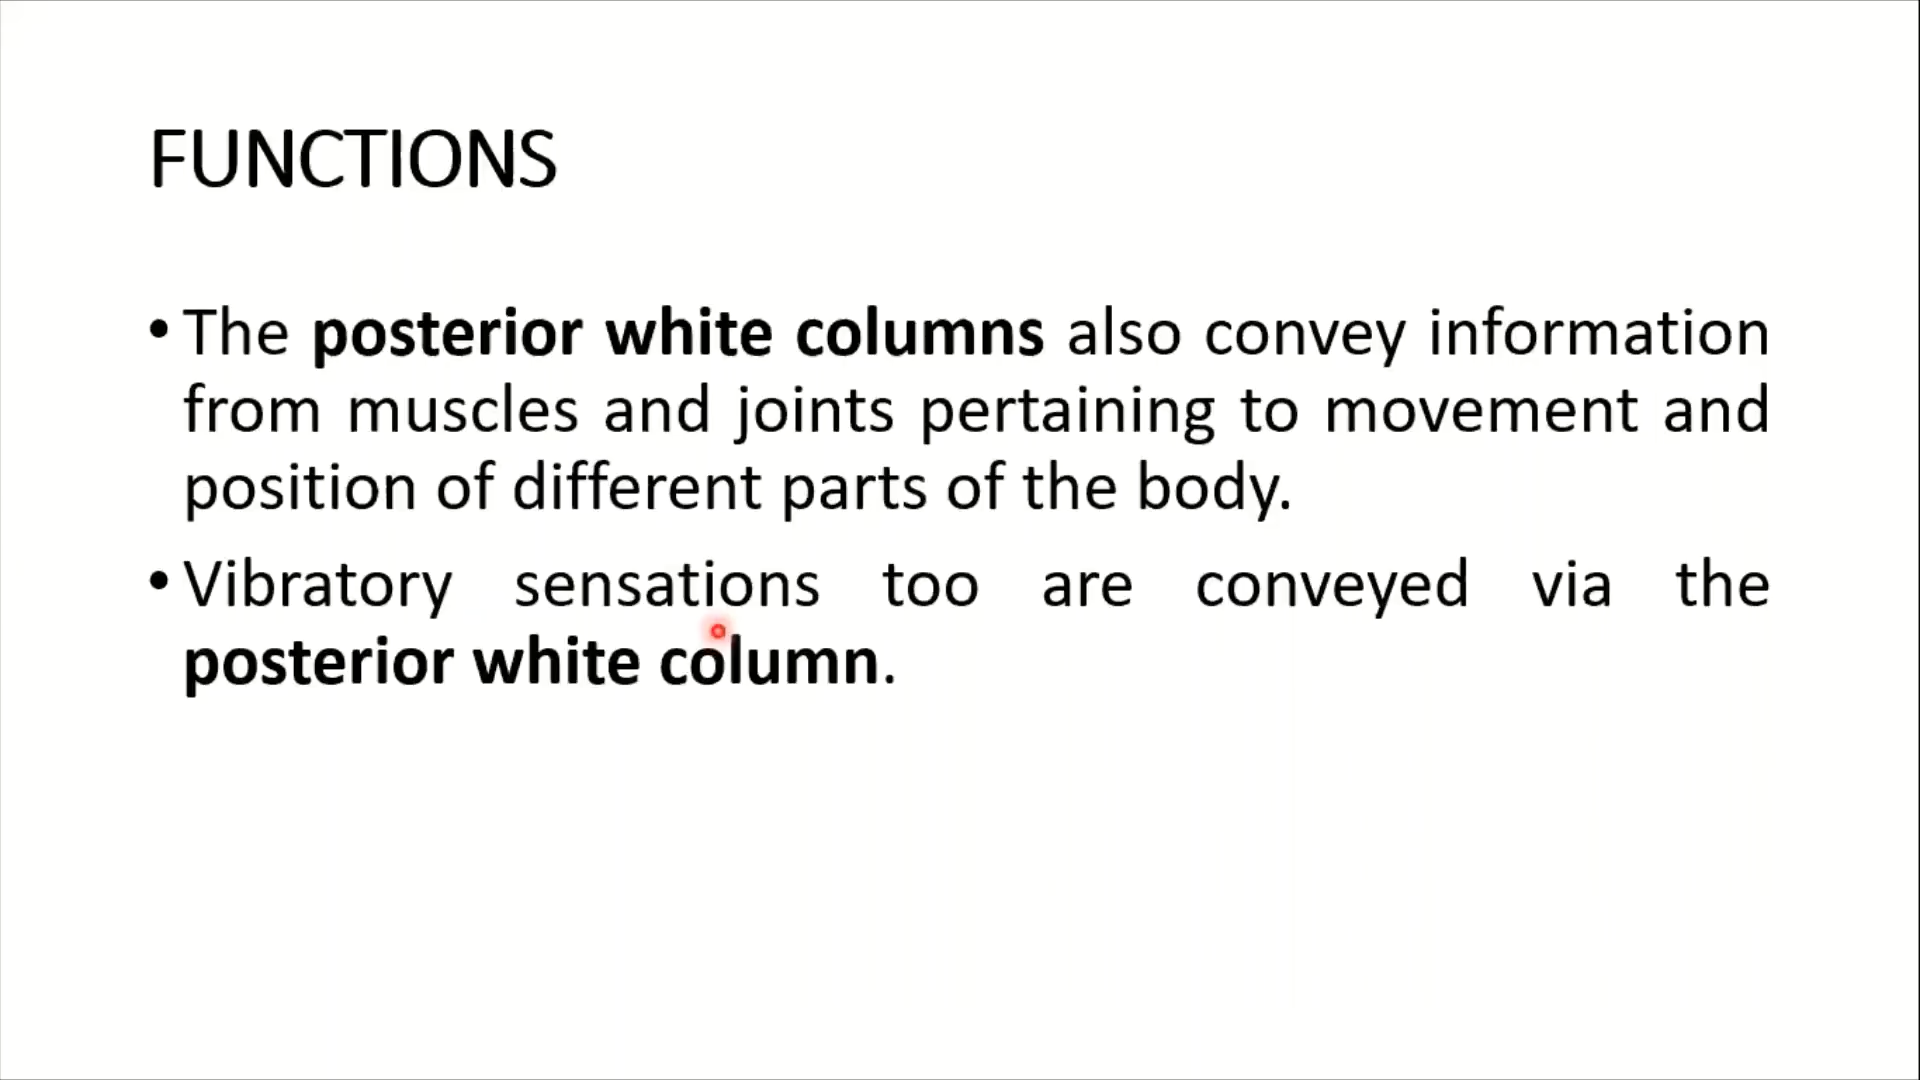 FUNCTIONS
• The posterior white columns also convey information
from muscles and joints pertaining to movement and
position of different parts of the body.
• Vibratory sensations too are conveyed via the
posterior white column.